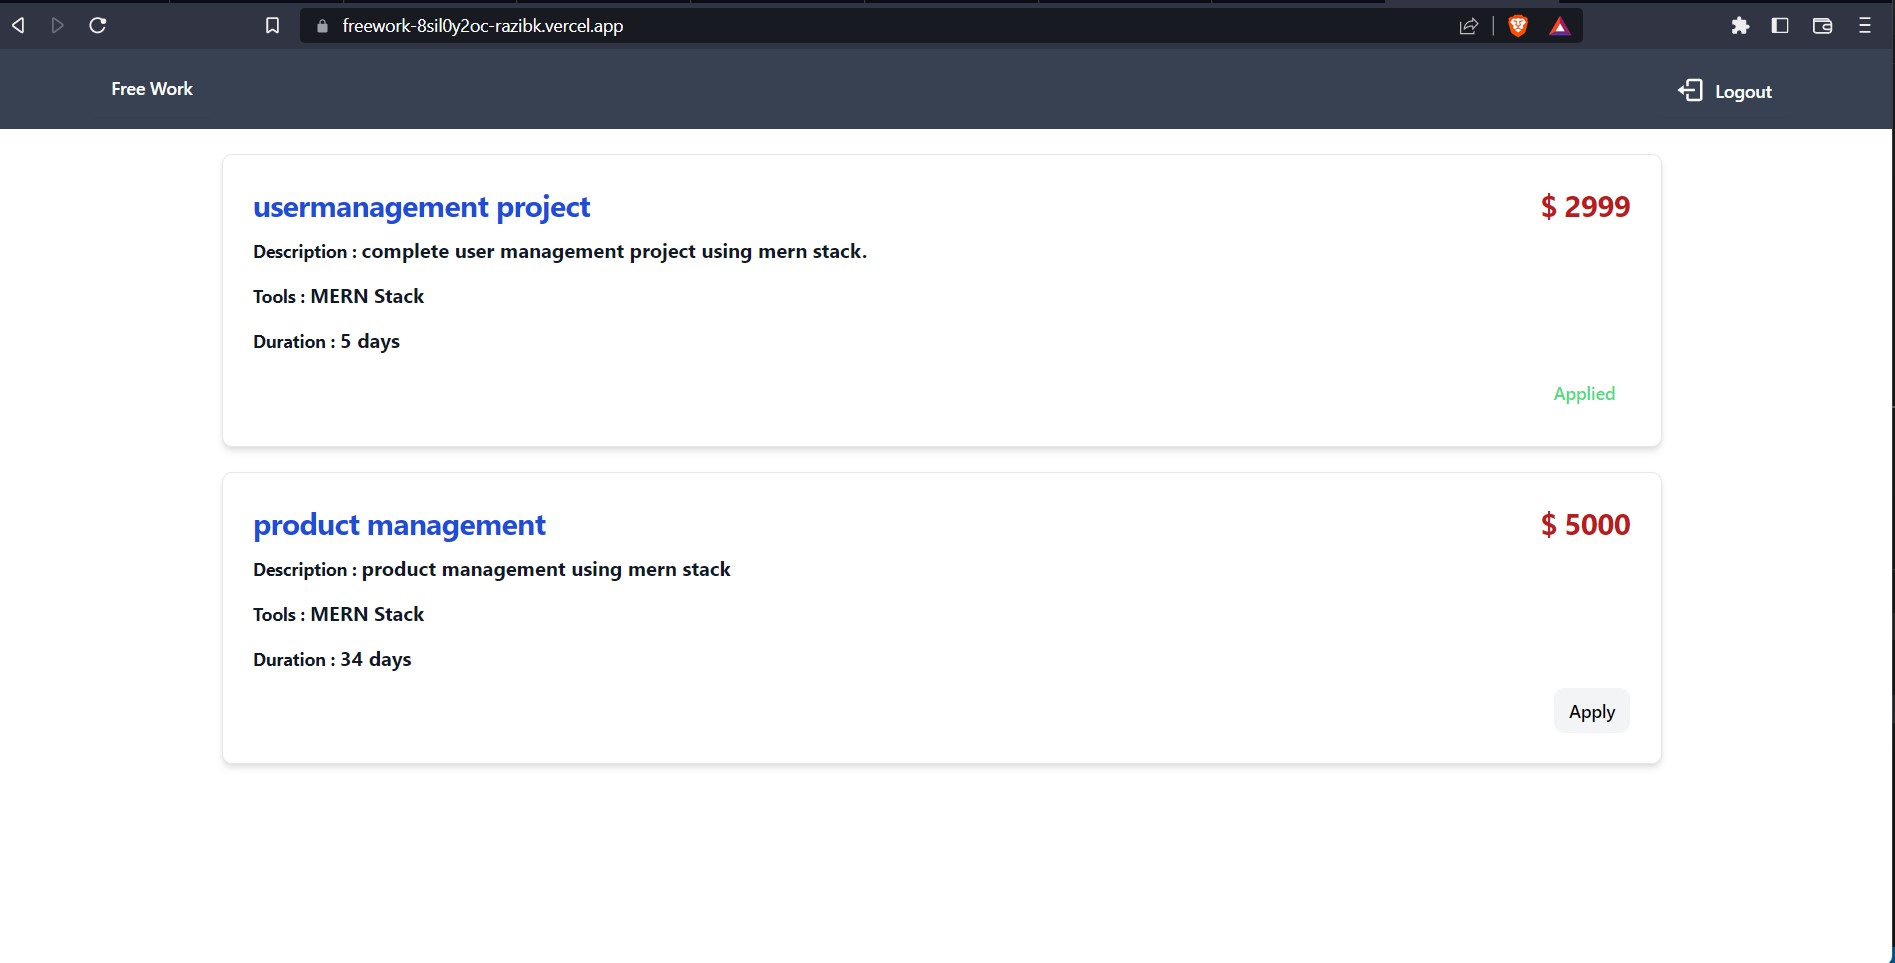 freework-8sil0y2oc-razibk.vercel.app
Free Work
Logout
usermanagement project
$ 2999
Description : complete user management project using mern stack.
Tools : MERN Stack
Duration : 5 days
Applied
product management
$ 5000
Description : product management using mern stack
Tools : MERN Stack
Duration : 34 days
Apply